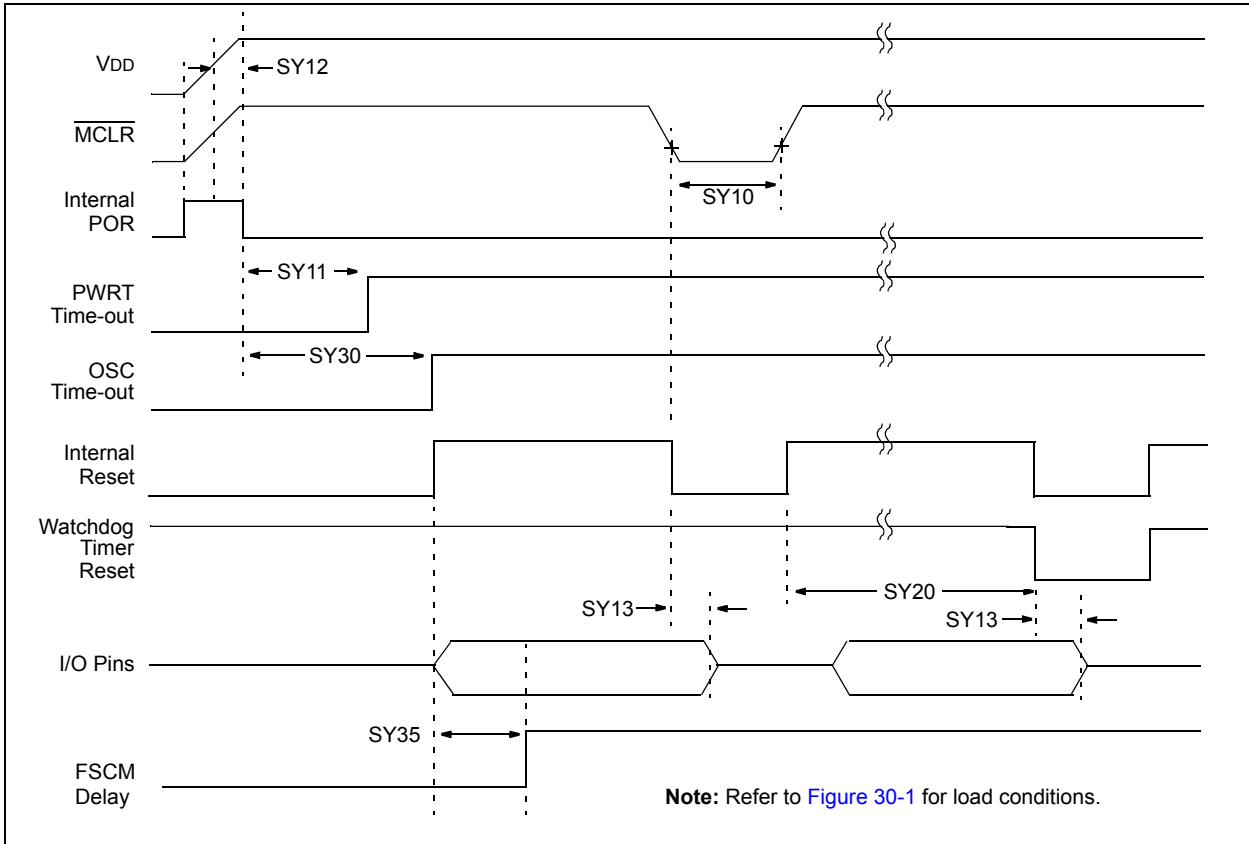 VDD
SY12
MCLR
SY10
Internal
POR
SY11
PWRT
Time-out
SY30
OSC
Time-out
Internal
Reset
Watchdog
Timer
Reset
SY20
SY13
SY13
I/O Pins
SY35
FSCM
Delay
Note: Refer to Figure 30-1 for load conditions.